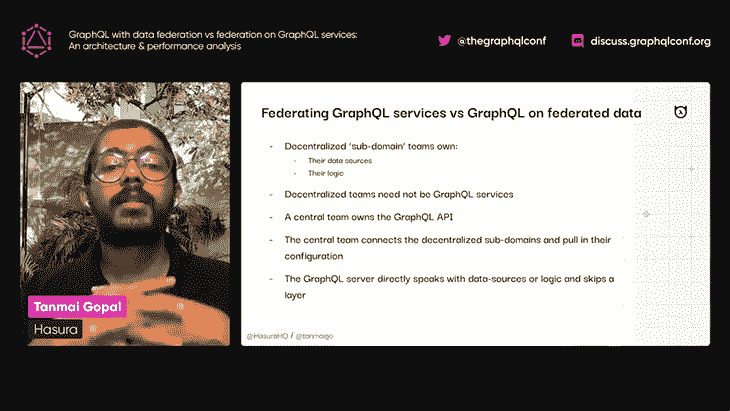 GraphQL with data federation vs federation on GraphQL services:
An architecture & performance analysis
@thegraphqlconf
discuss.graphqlconf.org
Federating GraphQL services vs GraphQL on federated data
- Decentralized ‘sub-domain’ teams own:
- Their data sources
- Their logic
- Decentralized teams need not be GraphQL services
- A central team owns the GraphQL API
- The central team connects the decentralized sub-domains and pull in their
configuration
- The GraphQL server directly speaks with data-sources or logic and skips a
layer
@HasuraHQ / @tanmaigo
Tanmai Gopal
Hasura